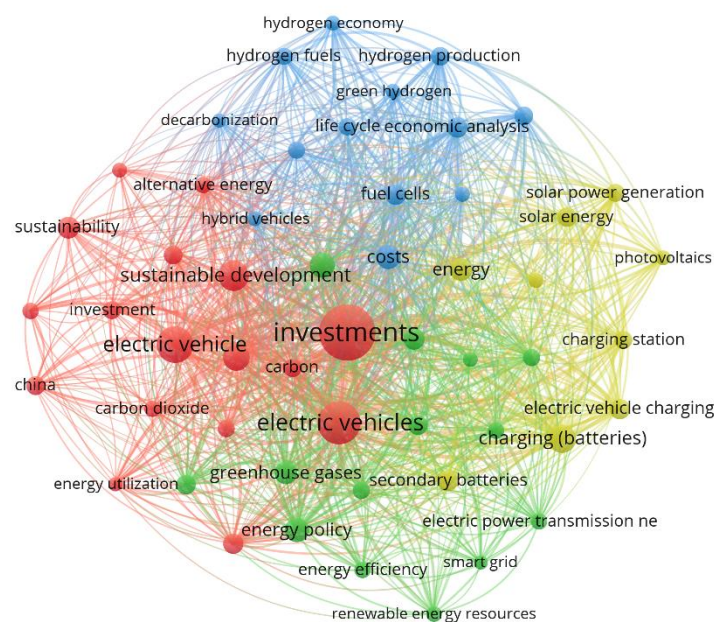 hydrogen economy
hydrogen fuels
hydrogen production
green hydrogen
decarbonization
life cycle
economic analysis
alternative energy
fuel cells
solar power generation
hybrid vehicles
solar energy
sustainability
costs
photovoltaics
sustainable development
energy
investment
investments
charging station
electric vehicle
carbon
china
carbon dioxide
electric vehicles
electric vehicle charging
charging (batteries)
greenhouse gases
secondary batteries
energy utilization
energy policy
electric power transmission ne
energy efficiency
smart grid
renewable energy resources